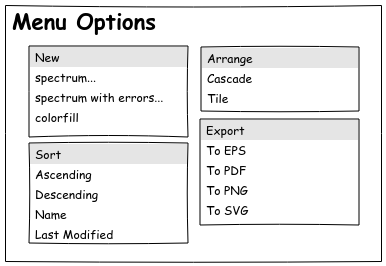 Menu Options
New
spectrum...
spectrum with errors...
colorfill
Sort
Ascending
Descending
Name
Last Modified
Arrange
Cascade
Tile
Export
To EPS
To PDF
To PNG
To SVG